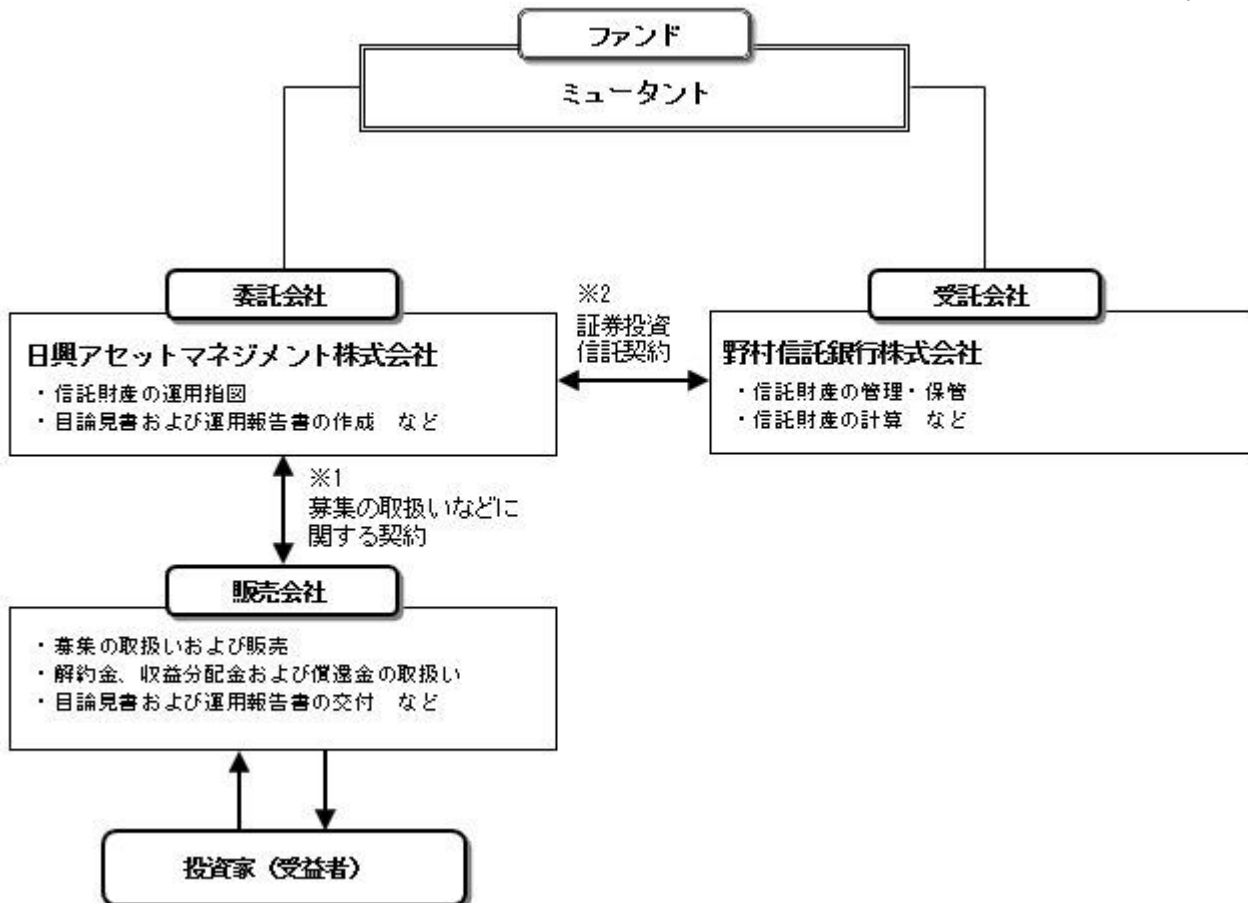 ファンド
ミュータント
委託会社
日興アセットマネジメント株式会社
・信託財産の運用指図
・目論見書および運用報告書の作成　など
※2
証券投資
信託契約
受託会社
野村信託銀行株式会社
・信託財産の管理・保管
・信託財産の計算　など
※1
募集の取扱いなどに
関する契約
販売会社
・募集の取扱いおよび販売
・解約金、収益分配金および償還金の取扱い
・目論見書および運用報告書の交付　など
投資家（受益者）